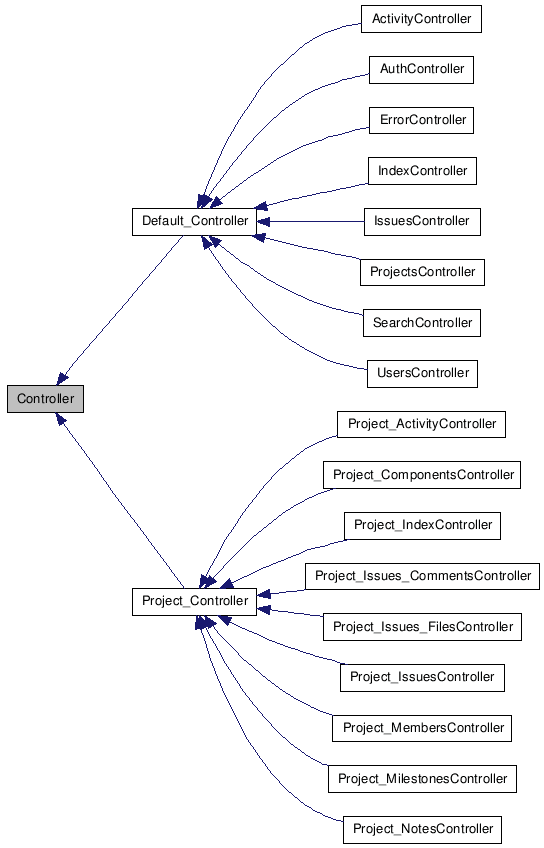 ActivityController
AuthController
ErrorController
IndexController
Default_Controller
IssuesController
ProjectsController
SearchController
UsersController
Controller
Project_ActivityController
Project_ComponentsController
Project_IndexController
Project_Issues_CommentsController
Project_Controller
Project_Issues_FilesController
Project_IssuesController
Project_MembersController
Project_MilestonesController
Project_NotesController